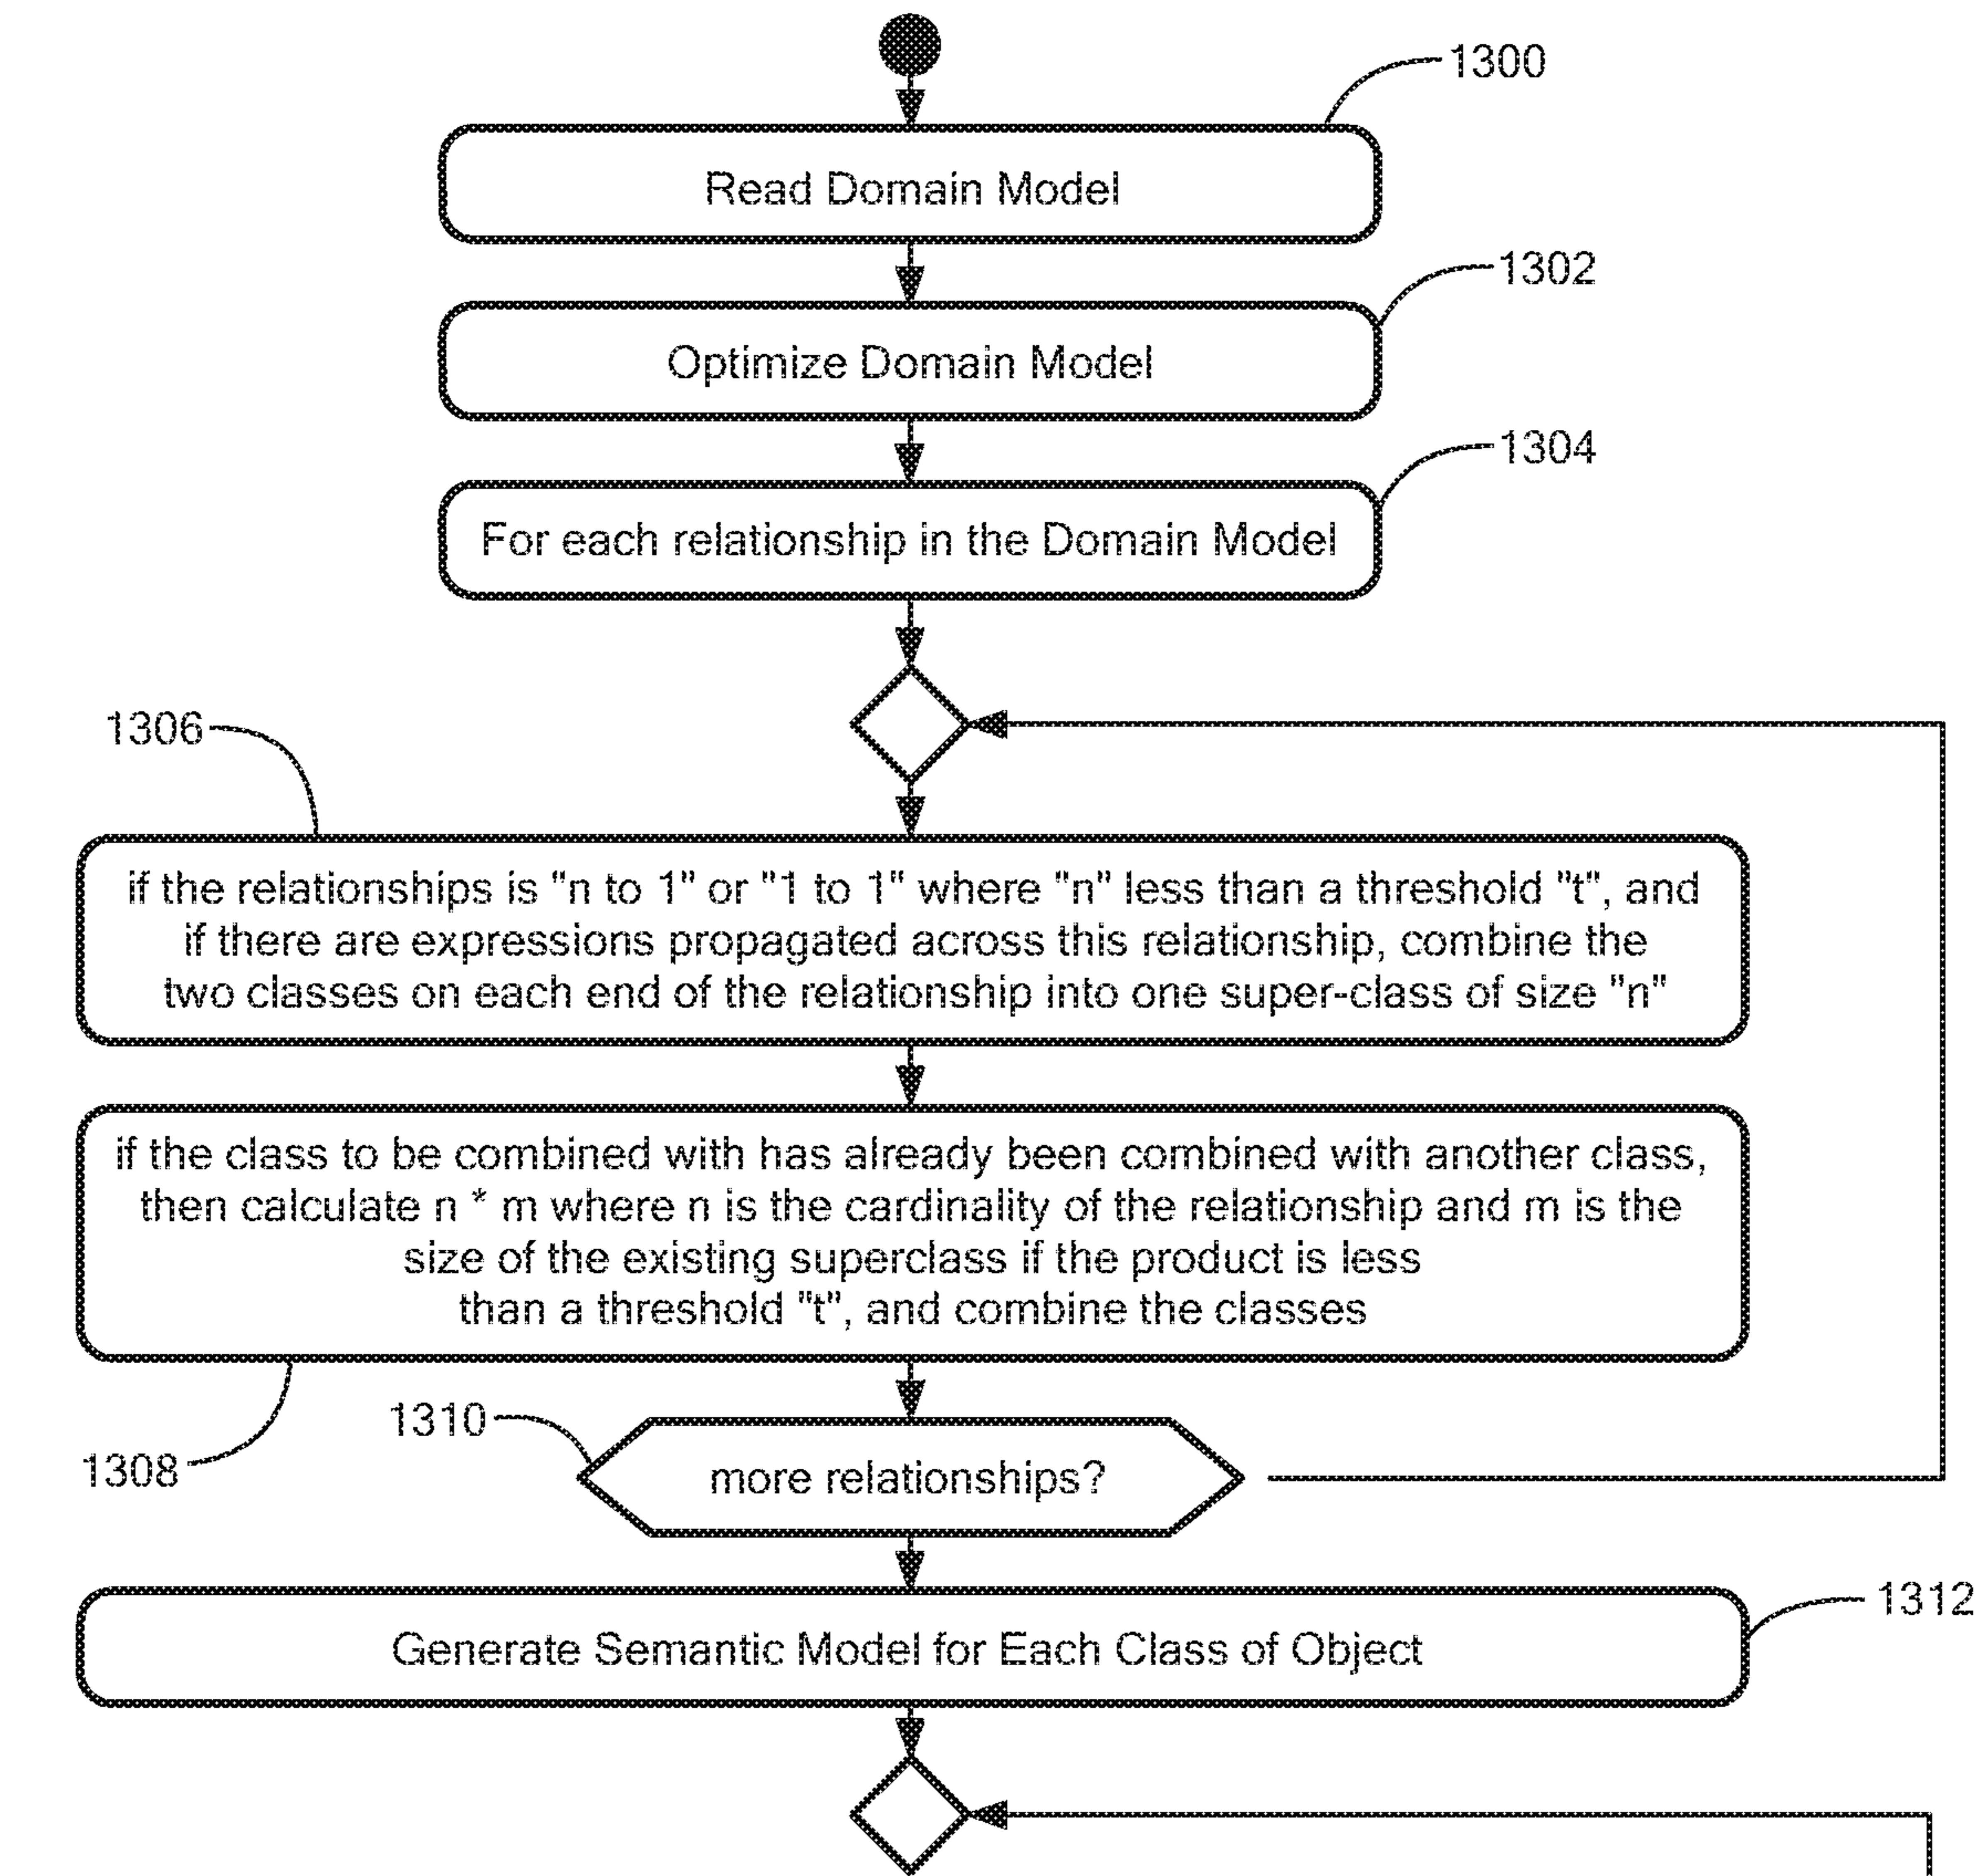 1300
Read Domain Model
1302
Optimize Domain Model
1304
For each relationship in the Domain Model
1306
if the relationships is "n to 1" or "1 to 1" where "n" less than a threshold "t", and
if there are expressions propagated across this relationship, combine the
two classes on each end of the relationship into one super-class of size "n"
if the class to be combined with has already been combined with another class,
then calculate n * m where n is the cardinality of the relationship and m is the
size of the existing superclass if the product is less
than a threshold "t", and combine the classes
1310
1308
more relationships?
1312
Generate Semantic Model for Each Class of Object